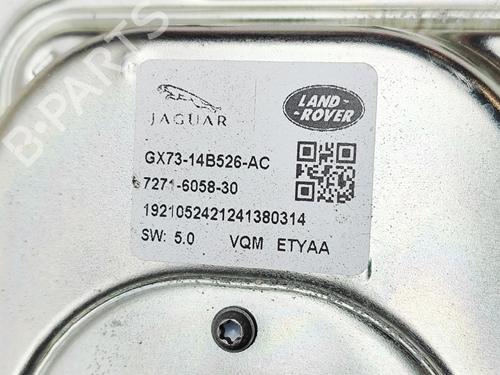 B-PARTS
JAGUAR
LAND-
-ROVER
GX73-14B526-AC
7271-6058-30
1921052421241380314
SW: 5.0 VQM ETYAA